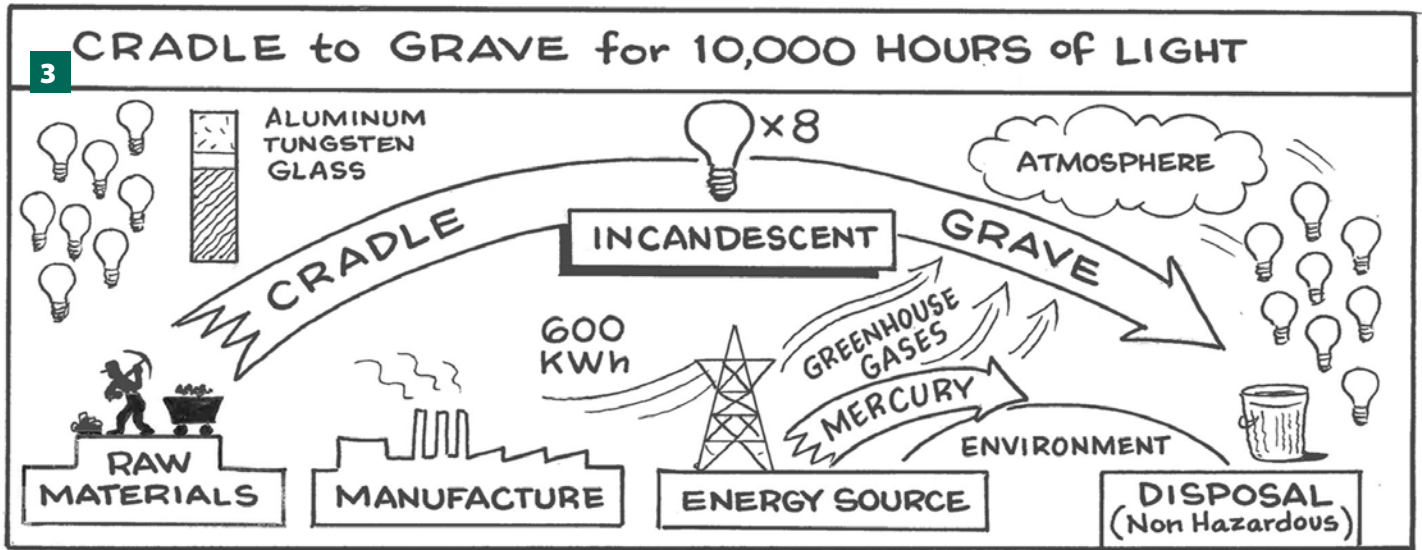 3
CRADLE to GRAVE for 10,000 HOURS of LIGHT
ALUMINUM
TUNGSTEN
GLASS
×8
ATMOSPHERE
CRADLE
INCANDESCENT
GRAVE
600
KWh
GREENHOUSE
GASES
MERCURY
ENVIRONMENT
RAW
MATERIALS
MANUFACTURE
ENERGY SOURCE
DISPOSAL
(Non Hazardous)